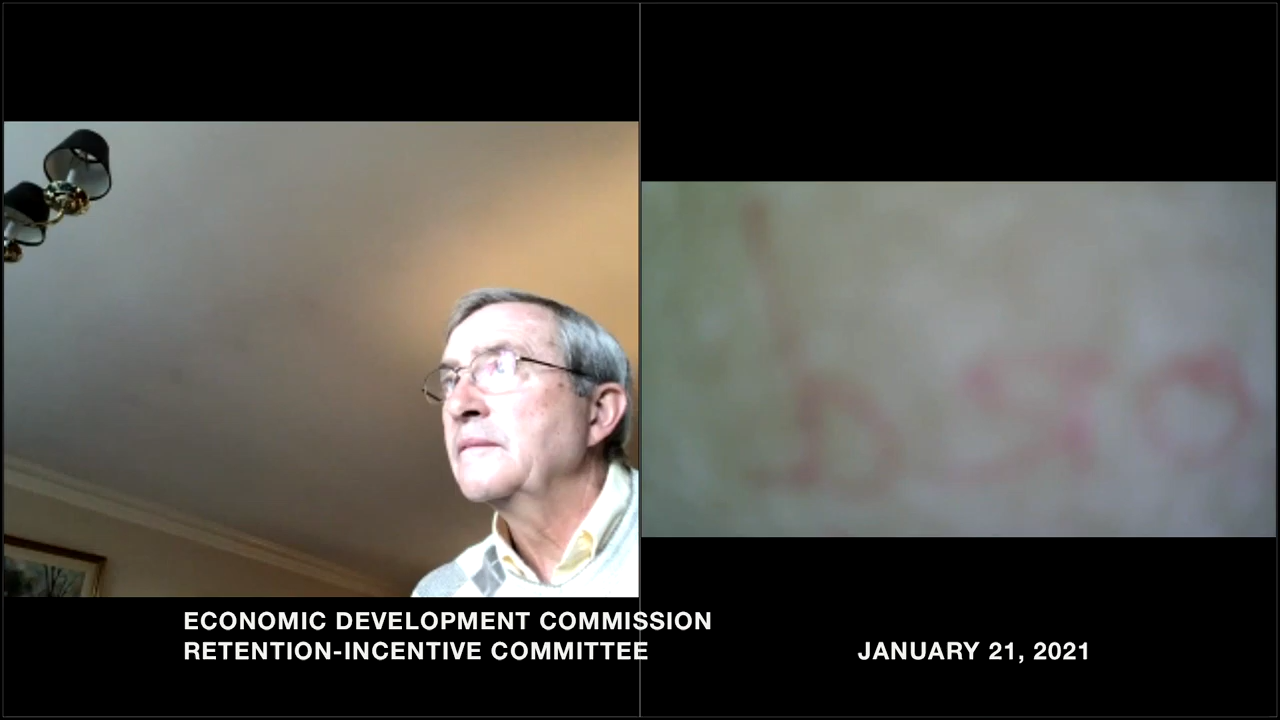 ECONOMIC DEVELOPMENT COMMISSION
RETENTION-INCENTIVE COMMITTEE
JANUARY 21, 2021